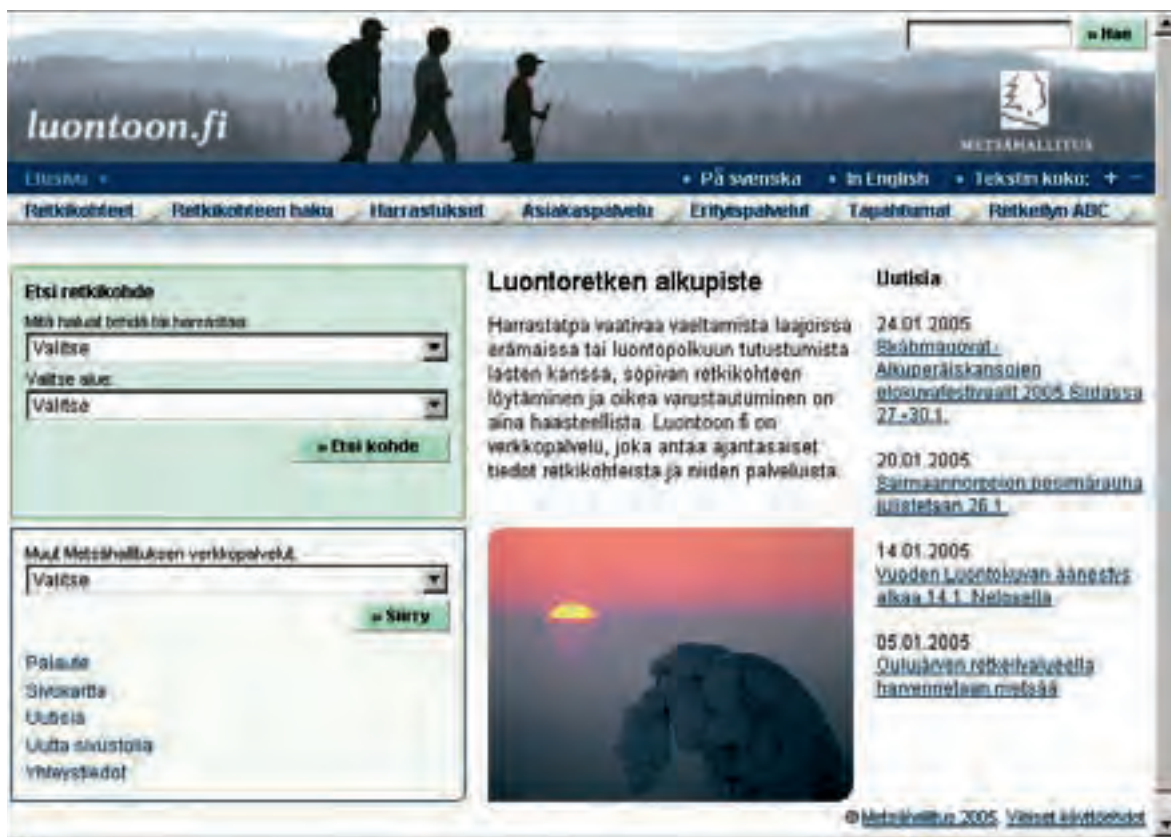 » Hae
luontoon.fi
METSÄHALLITUS
Etusivu
• På svenska • In English • Tekstin koko: + -
Retkikohteet Retkikohteen haku Harrastukset Asiakaspalvelu Erityispalvelut Tapahtumat Retkeilyn ABC
Etsi retkikohde
Mitä haluat tehdä tai harrastaa:
Valitse
Valitse alue:
Valitse
» Etsi kohde
Muut Metsähallituksen verkkopalvelut:
Valitse
» Siirry
Palaute
Sivukartta
Uutisia
Uutta sivustolla
Yhteystiedot
Luontoretken alkupiste
Harrastatpa vaativaa vaeltamista laajoissa
erämaissa tai luontopolkuun tutustumista
lasten kanssa, sopivan retkikohteen
löytäminen ja oikea varustautuminen on
aina haasteellista. Luontoon.fi on
verkkopalvelu, joka antaa ajantasaiset
tiedot retkikohteista ja niiden palveluista.
Uutisia
24.01.2005
Skábmagovat -
Alkuperäiskansojen
elokuvafestivaalit 2005 Siidassa
27.-30.1.
20.01.2005
Saimaannorppien pesimärauha
julistetaan 26.1.
14.01.2005
Vuoden Luontokuvan äänestys
alkaa 14.1. Nelosella
05.01.2005
Oulujärven retkeilyalueella
harvennetaan metsää
© Metsähallitus 2005, Yleiset käyttöehdot